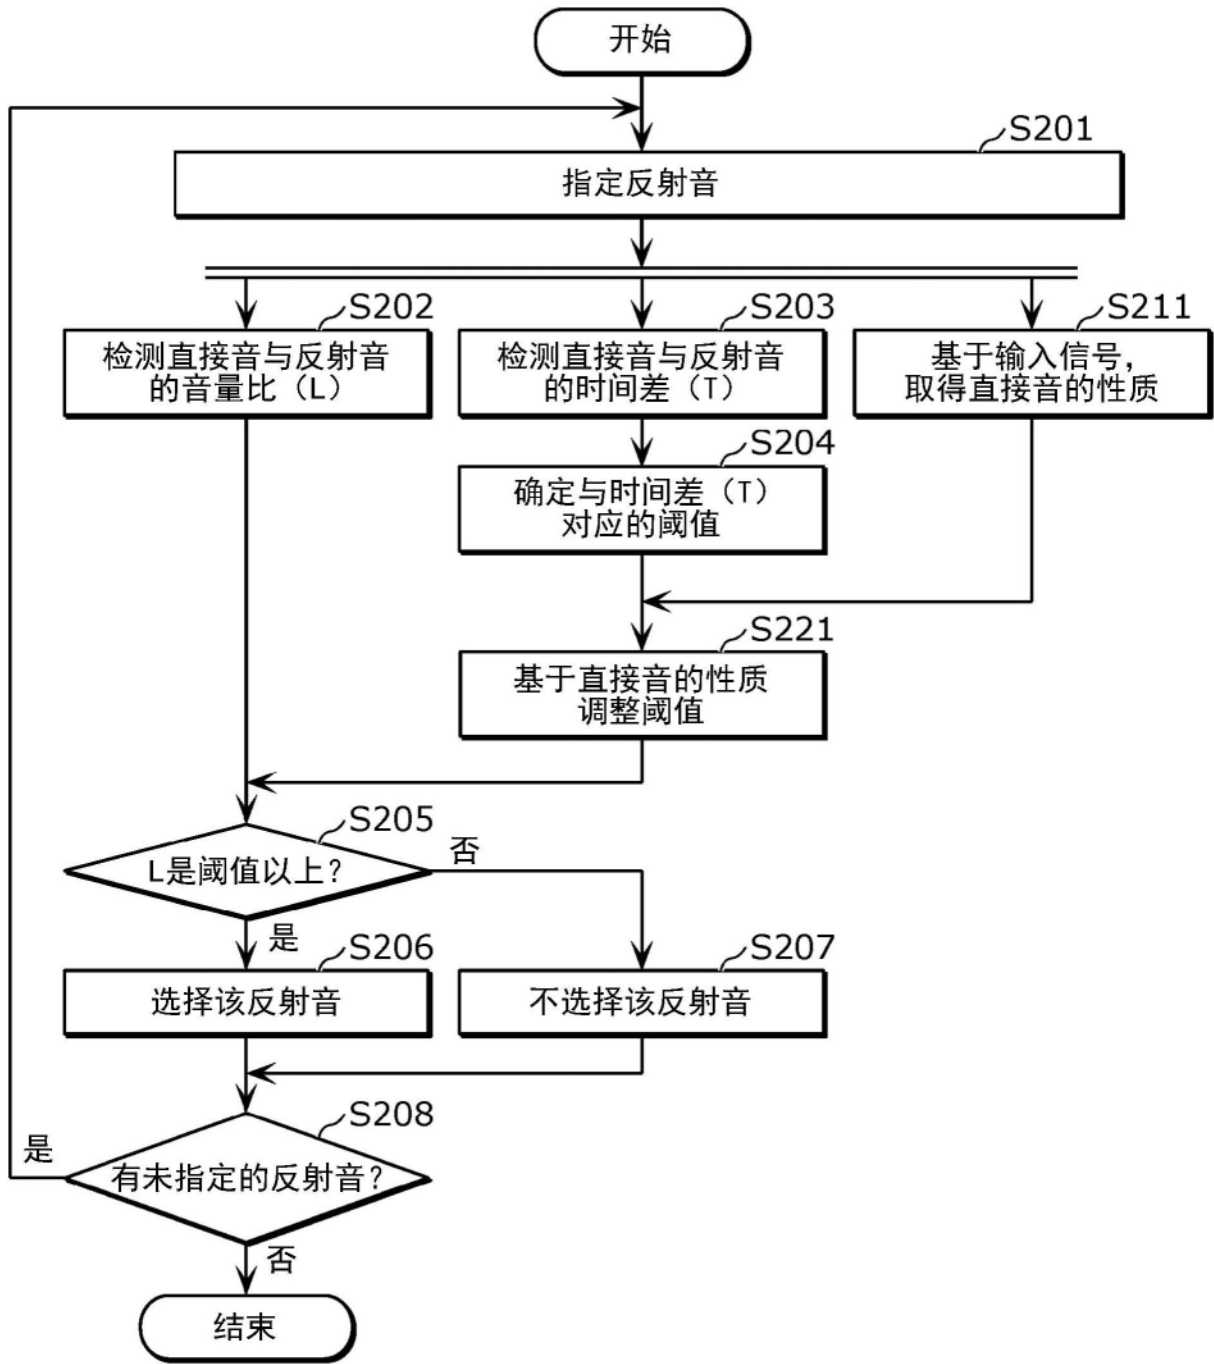 开始
S201
指定反射音
S202
检测直接音与反射音
的音量比（L）
S203
检测直接音与反射音
的时间差（T）
S211
基于输入信号，
取得直接音的性质
S204
确定与时间差（T）
对应的阈值
S221
基于直接音的性质
调整阈值
S205
L是阈值以上？
否
是
S206
选择该反射音
S207
不选择该反射音
S208
有未指定的反射音？
是
否
结束